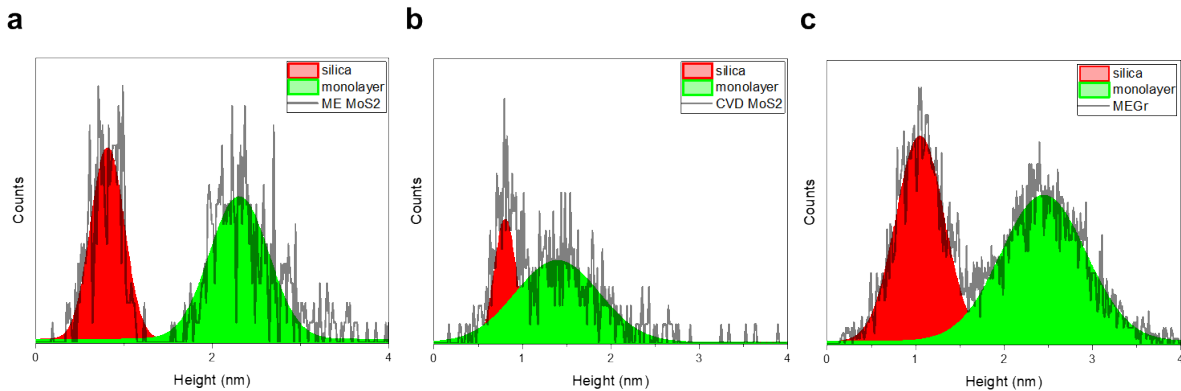 a
silica
monolayer
ME MoS2
Counts
0
2
4
Height (nm)
b
silica
monolayer
CVD MoS2
Counts
0
1
2
3
4
Height (nm)
c
silica
monolayer
MEGr
Counts
0
1
2
3
4
Height (nm)